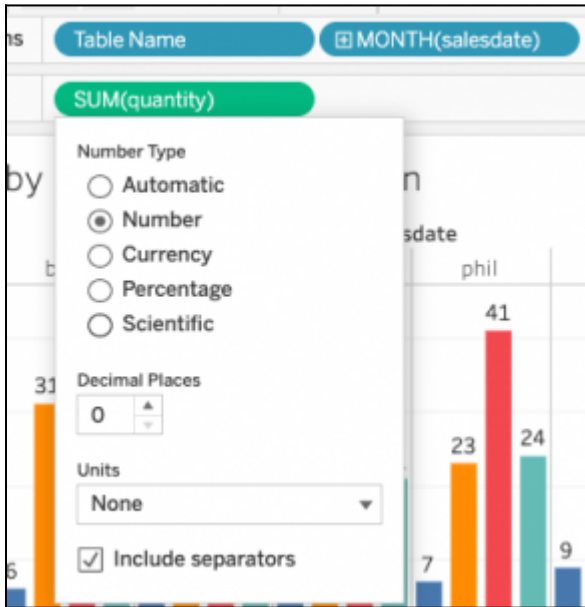 ns Table Name MONTH(salesdate)
SUM(quantity)
Number Type
by n
Automatic
Number
sdate
Currency
b phil
Percentage
Scientific
41
Decimal Places
31
0
23 24
Units
None
Include separators
6 7 9